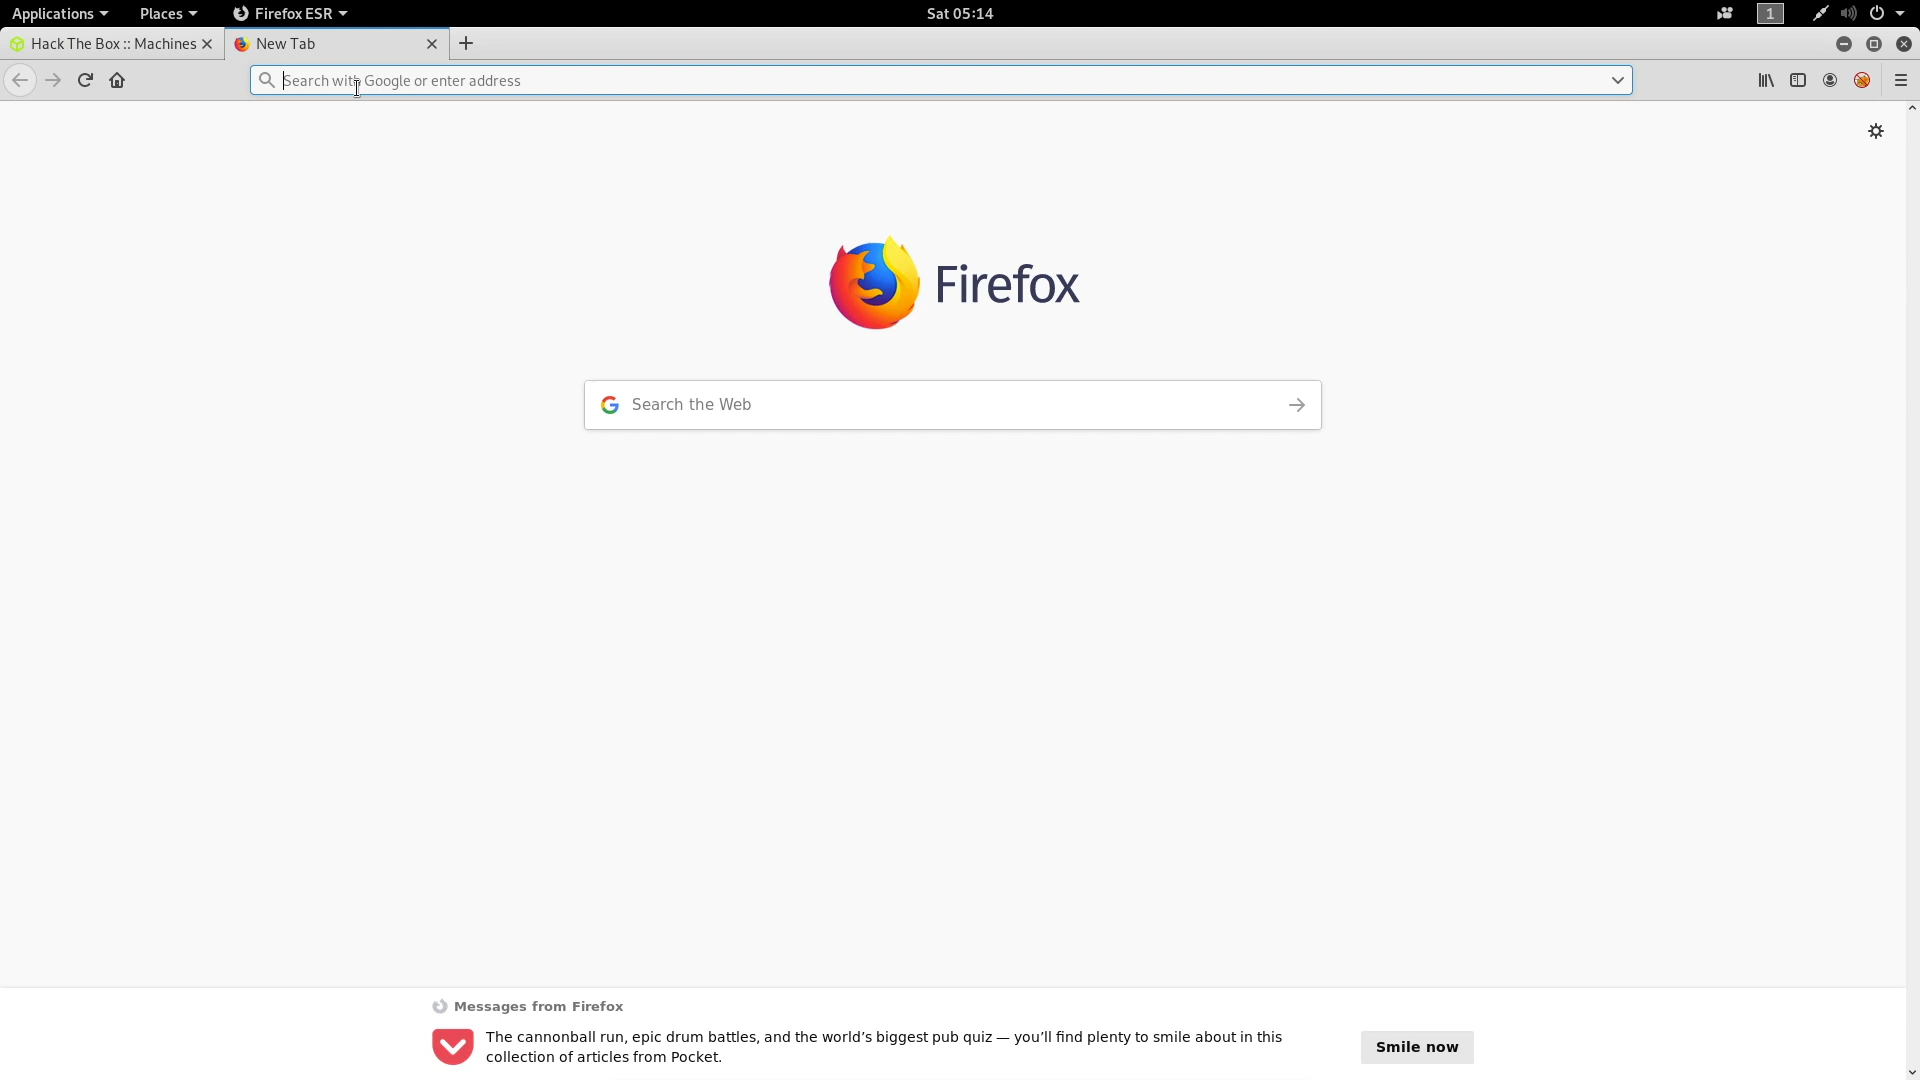 Applications Places Firefox ESR Sat 05:14 1
Hack The Box :: Machines New Tab
Search with Google or enter address
Firefox
Search the Web
Messages from Firefox
The cannonball run, epic drum battles, and the world’s biggest pub quiz — you’ll find plenty to smile about in this
collection of articles from Pocket.
Smile now